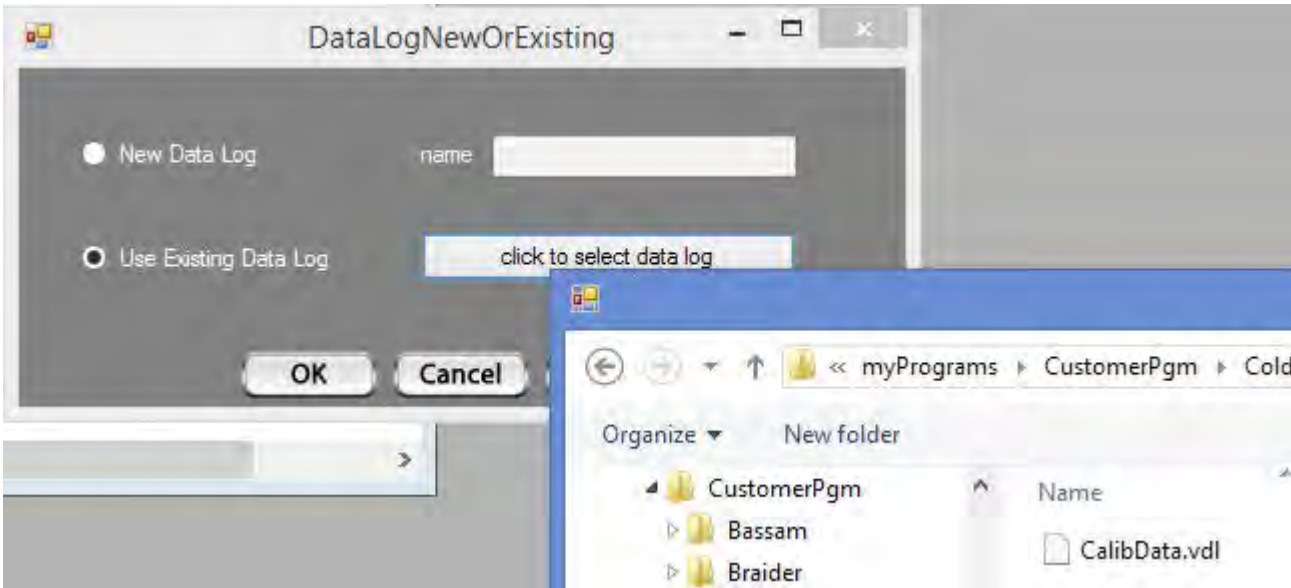 DataLogNewOrExisting
New Data Log name
Use Existing Data Log click to select data log
OK Cancel
« myPrograms CustomerPgm Cold
Organize New folder
CustomerPgm Name
Bassam CalibData.vdl
Braider